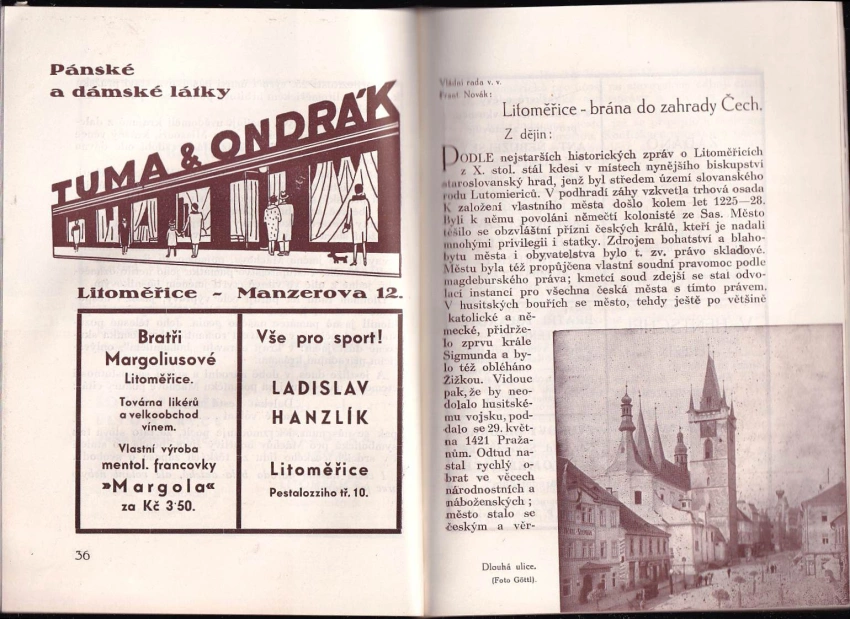 Pánské
a dámské látky
TUMA & ONDRÁK
Litoměřice - Manzerova 12.
Bratři
Margoliusové
Litoměřice.
Továrna likérů
a velkoobchod
vínem.
Vlastní výroba
mentol. francovky
»Margola«
za Kč 3·50.
Vše pro sport!
LADISLAV
HANZLÍK
Litoměřice
Pestalozziho tř. 10.
36
Vládní rada v. v.
Frant Novák:
Litoměřice - brána do zahrady Čech.
Z dějin:
PODLE nejstarších historických zpráv o Litoměřicích
z X. stol. stál kdesi v místech nynějšího biskupství
staroslovanský hrad, jenž byl středem území slovanského
rodu Lutomiericů. V podhradí záhy vzkvetla trhová osada
K založení vlastního města došlo kolem let 1225—28.
Byli k němu povoláni němečtí kolonisté ze Sas. Město
těšilo se obzvláštní přízni českých králů, kteří je nadali
mnohými privilegii i statky. Zdrojem bohatství a blaho-
bytu města i obyvatelstva bylo t. zv. právo skladové.
Městu byla též propůjčena vlastní soudní pravomoc podle
magdeburského práva; kmetcí soud zdejší se stal odvo-
lací instancí pro všechna česká města s tímto právem.
V husitských bouřích se město, tehdy ještě po většině
katolické a ně-
mecké, přidrže-
lo zprvu krále
Sigmunda a by-
lo též obléháno
Žižkou. Vidouc
pak, že by neo-
dolalo husitské-
mu vojsku, pod-
dalo se 29. květ-
na 1421 Praža-
nům. Odtud na-
stal rychlý o-
brat ve věcech
národnostních a
náboženských;
město stalo se
českým a věr-
Dlouhá ulice.
(Foto Göttl).